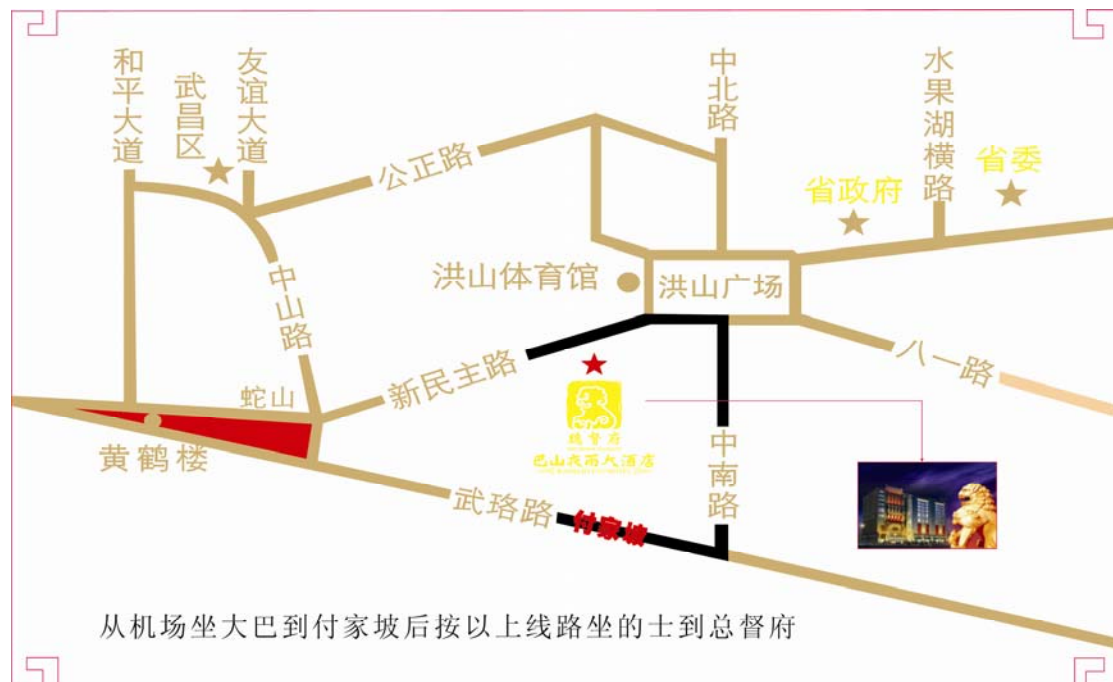 和平大道
武昌区
友谊大道
中北路
水果湖横路
省委
省政府
公正路
洪山体育馆
洪山广场
中山路
八一路
新民主路
蛇山
黄鹤楼
總督府
巴山夜雨大酒店
中南路
武珞路
付家坡
从机场坐大巴到付家坡后按以上线路坐的士到总督府